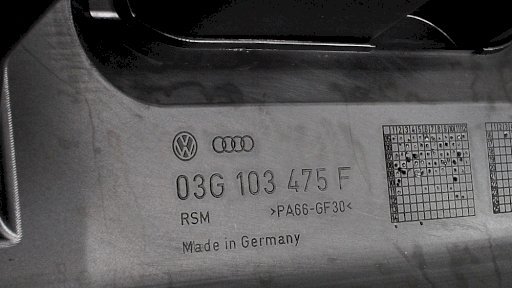 03G 103 475 F
RSM >PA66-GF30<
Made in Germany